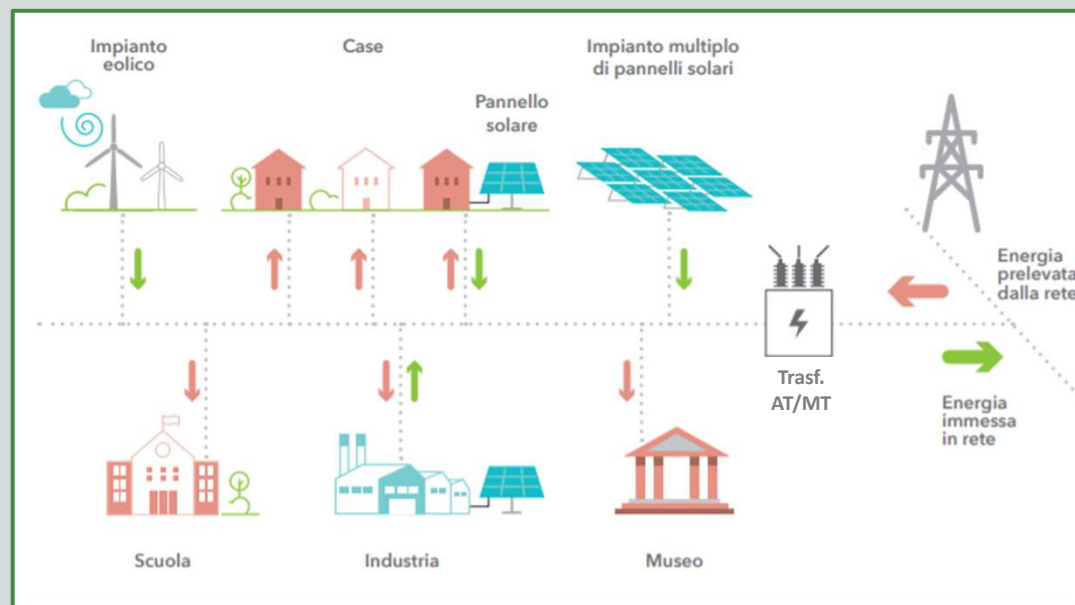 Impianto
eolico
Case
Impianto multiplo
di pannelli solari
Pannello
solare
Energia
prelevata
dalla rete
Trasf.
AT/MT
Energia
immessa
in rete
Scuola
Industria
Museo